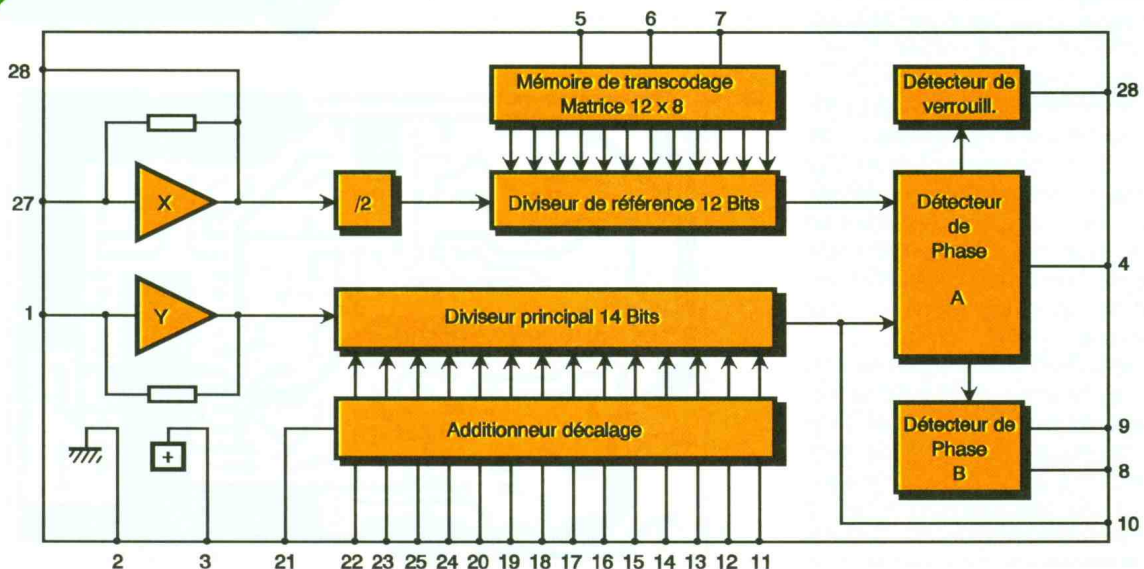 5 6 7
28
Mémoire de transcodage
Matrice 12 x 8
Détecteur de
verrouill.
28
27
X
/2
Diviseur de référence 12 Bits
Détecteur
de
Phase
A
4
1
Y
Diviseur principal 14 Bits
Additionneur décalage
Détecteur de
Phase
B
9
8
+
10
2 3 21 22 23 25 24 20 19 18 17 16 15 14 13 12 11